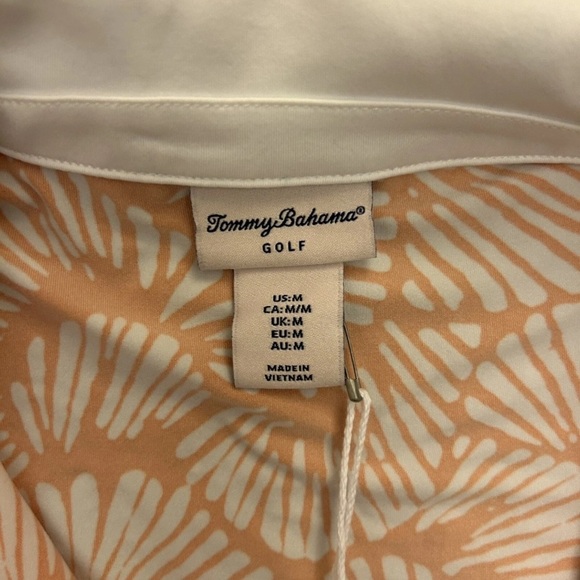 Tommy Bahama®
GOLF
US:M
CA:M/M
UK:M
EU:M
AU:M
MADE IN
VIETNAM